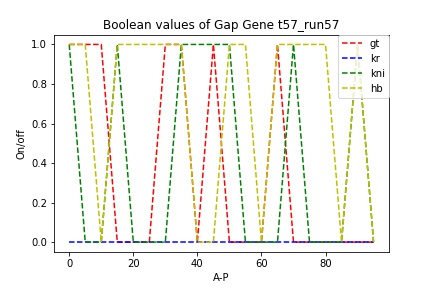 Boolean values of Gap Gene t57_run57
gt
kr
kni
hb
1.0
0.8
0.6
0.4
0.2
0.0
On/off
0 20 40 60 80
A-P